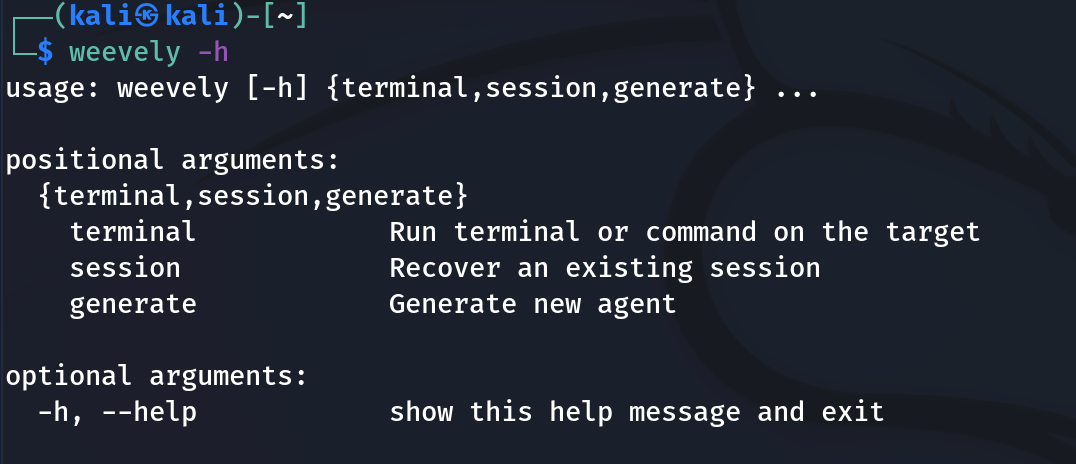 ┌──(kali㉿kali)-[~]
└─$ weevely -h
usage: weevely [-h] {terminal,session,generate} ...

positional arguments:
  {terminal,session,generate}
    terminal            Run terminal or command on the target
    session             Recover an existing session
    generate            Generate new agent

optional arguments:
  -h, --help            show this help message and exit